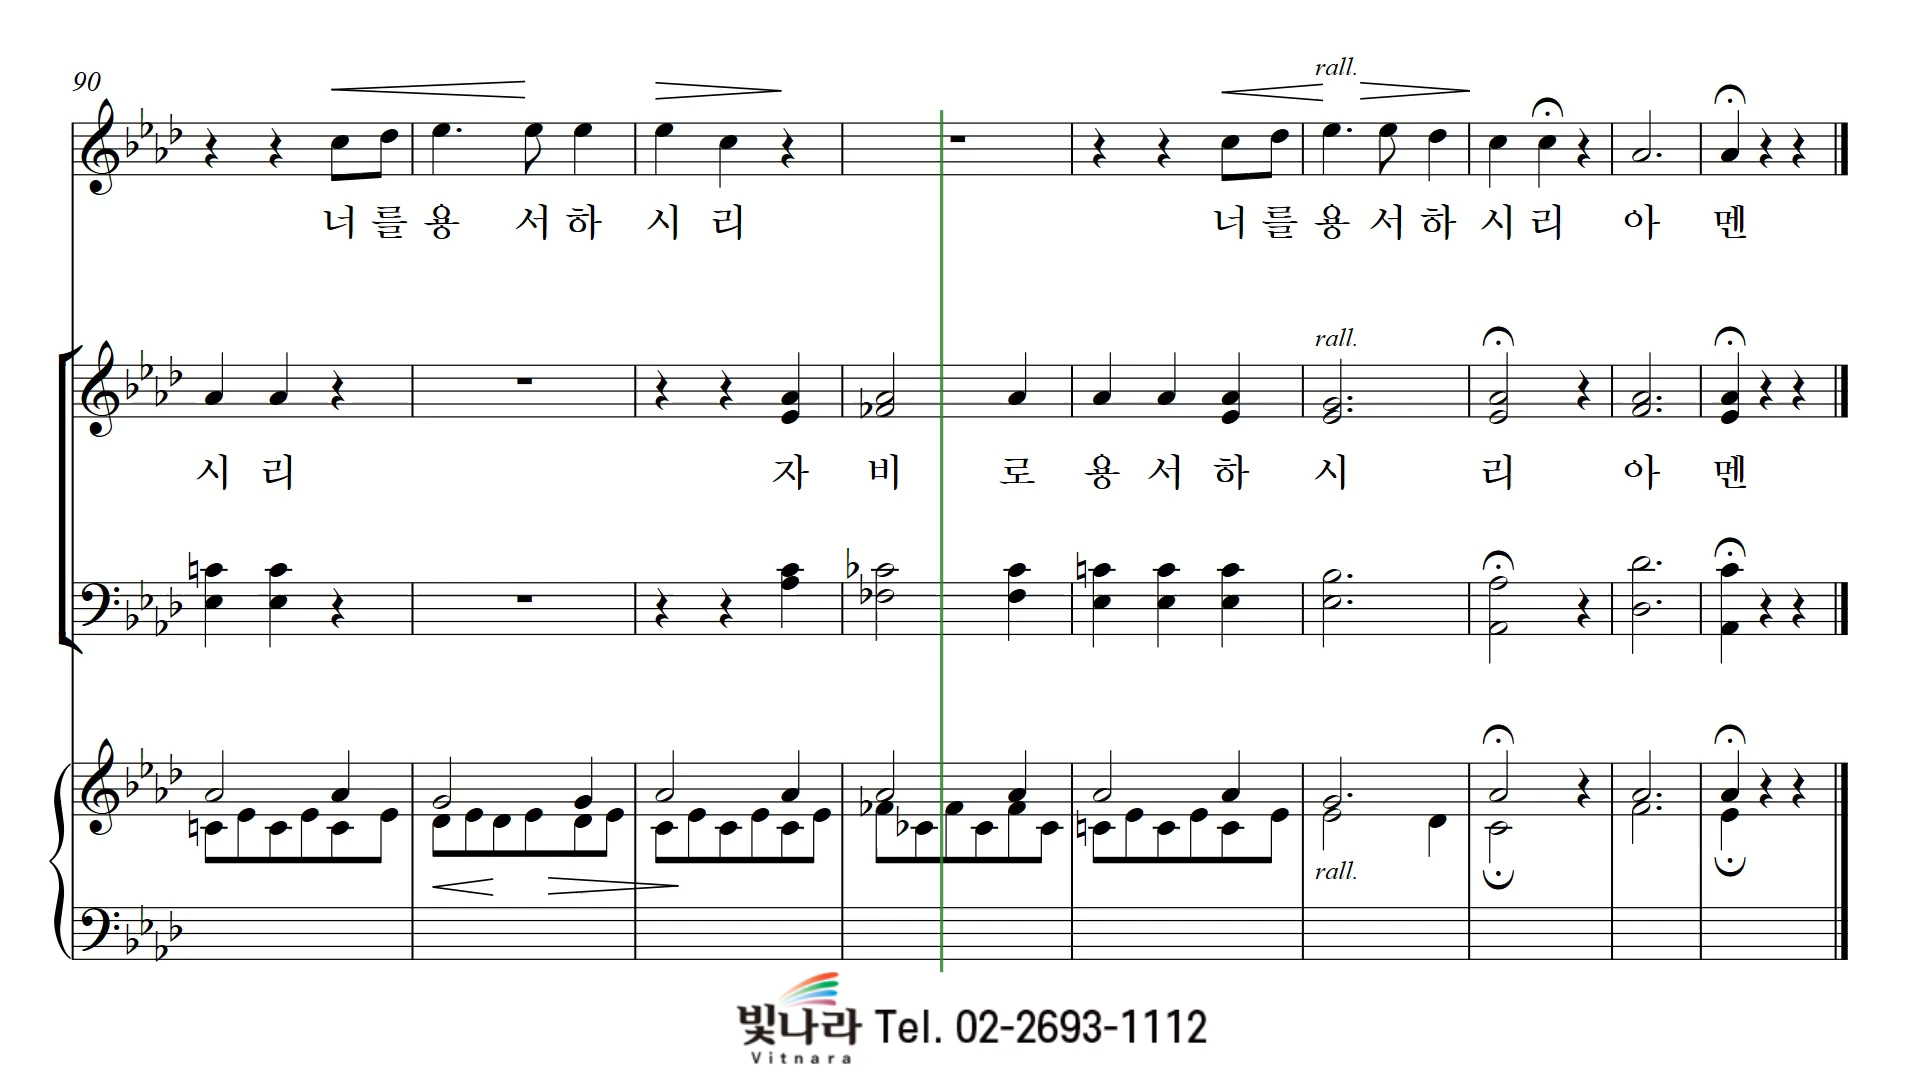 90
rall.
너 를 용 서 하 시 리 너 를 용 서 하 시 리 아 멘
rall.
시 리 자 비 로 용 서 하 시 리 아 멘
rall.
빛나라 Tel. 02-2693-1112
Vitnara